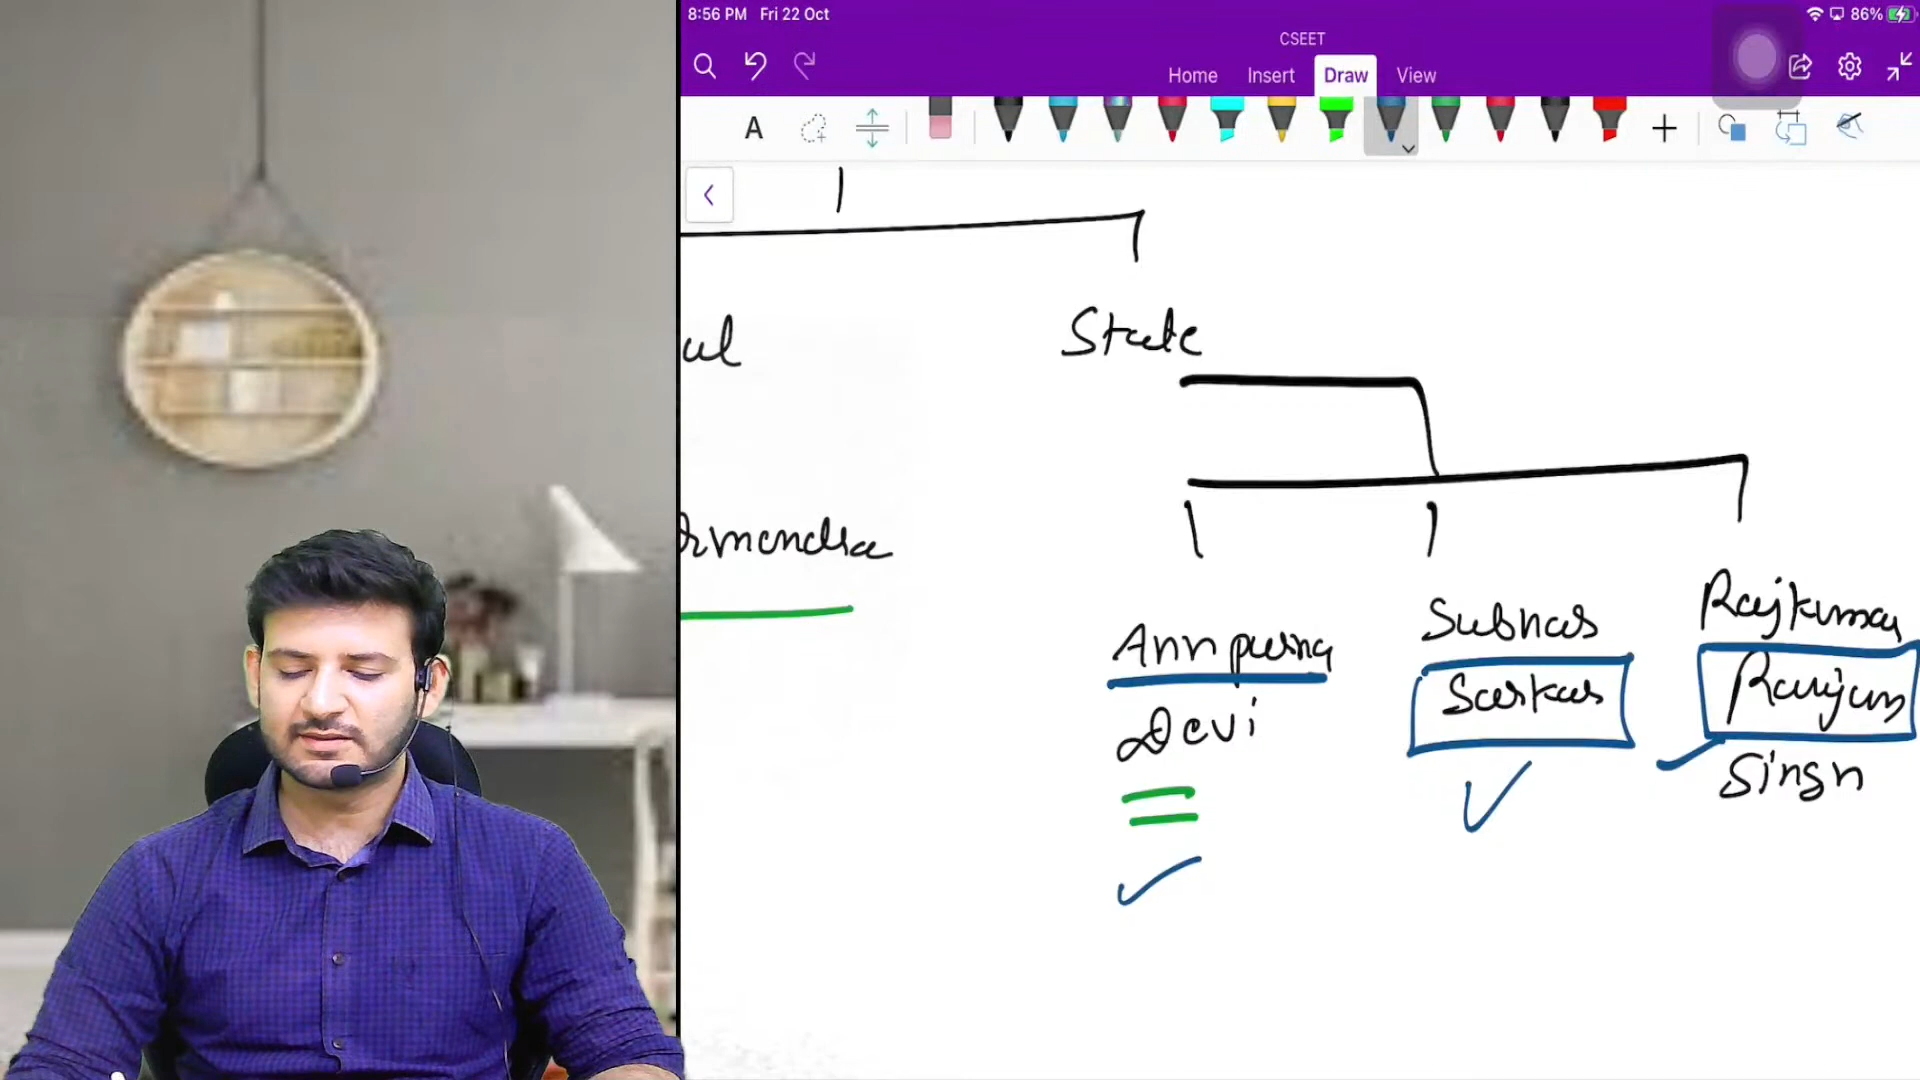 8:56 PM Fri 22 Oct
86%
CSEET
Home Insert Draw View
A
State
Annpurna
Devi
Subhas
Sarkar
Rajkumar
Ranjan
Singh